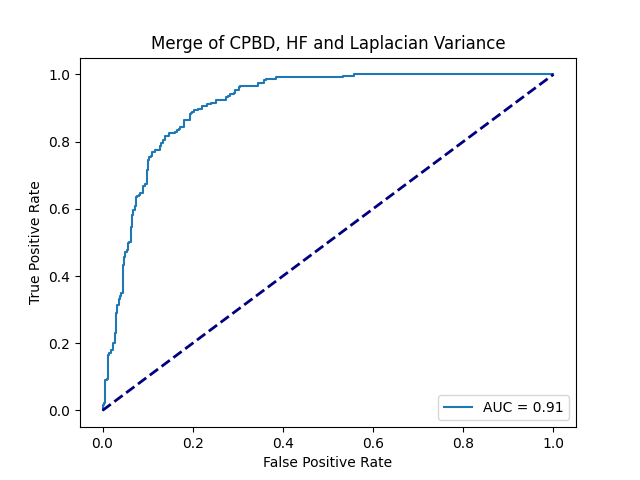 Merge of CPBD, HF and Laplacian Variance
1.0
0.8
0.6
0.4
0.2
0.0
True Positive Rate
0.0 0.2 0.4 0.6 0.8 1.0
False Positive Rate
AUC = 0.91